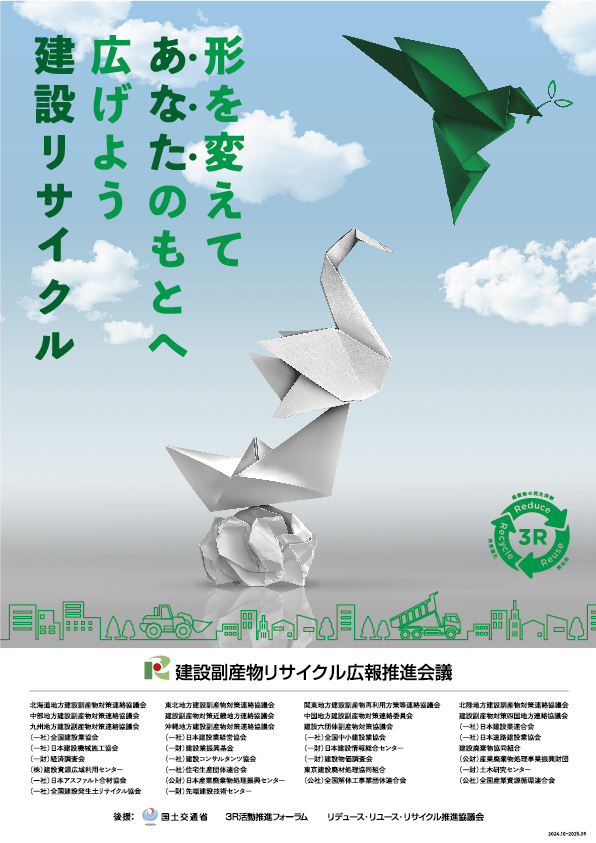 形を変えて
あなたのもとへ
広げよう
建設リサイクル
Reduce
Reuse
Recycle
3R
建設副産物リサイクル広報推進会議
北海道地方建設副産物対策連絡協議会
東北地方建設副産物対策連絡協議会
関東地方建設副産物再利用方策等連絡協議会
北陸地方建設副産物対策連絡協議会
中部地方建設副産物対策連絡協議会
建設副産物対策近畿地方連絡協議会
中国地方建設副産物対策連絡委員会
建設副産物対策四国地方連絡協議会
九州地方建設副産物対策連絡協議会
沖縄地方建設副産物対策連絡協議会
建設六団体副産物対策協議会
(一社)日本建設業連合会
(一社)全国建設業協会
(一社)日本建設業経営協会
(一社)全国中小建設業協会
(一社)日本道路建設業協会
(一社)日本建設機械施工協会
(一財)建設業振興基金
(一財)日本建設情報総合センター
建設廃棄物協同組合
(一財)経済調査会
(一社)建設コンサルタンツ協会
(一財)建設物価調査会
(公財)産業廃棄物処理事業振興財団
(株)建設資源広域利用センター
(一社)住宅生産団体連合会
東京建設廃材処理協同組合
(一財)土木研究センター
(一社)日本アスファルト合材協会
(公財)日本産業廃棄物処理振興センター
(公社)全国解体工事業団体連合会
(公社)全国産業資源循環連合会
(一社)全国建設発生土リサイクル協会
(一財)先端建設技術センター
後援： 国土交通省 3R活動推進フォーラム リデュース・リユース・リサイクル推進協議会
2024.10-2025.09